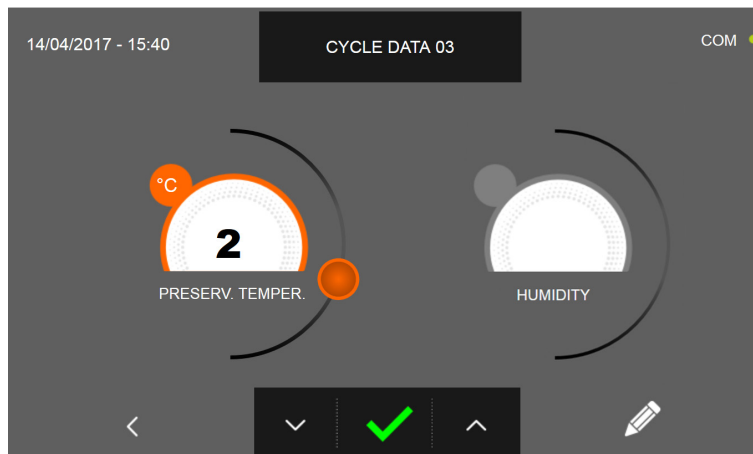 14/04/2017 - 15:40
CYCLE DATA 03
COM
°C
2
PRESERV. TEMPER.
HUMIDITY